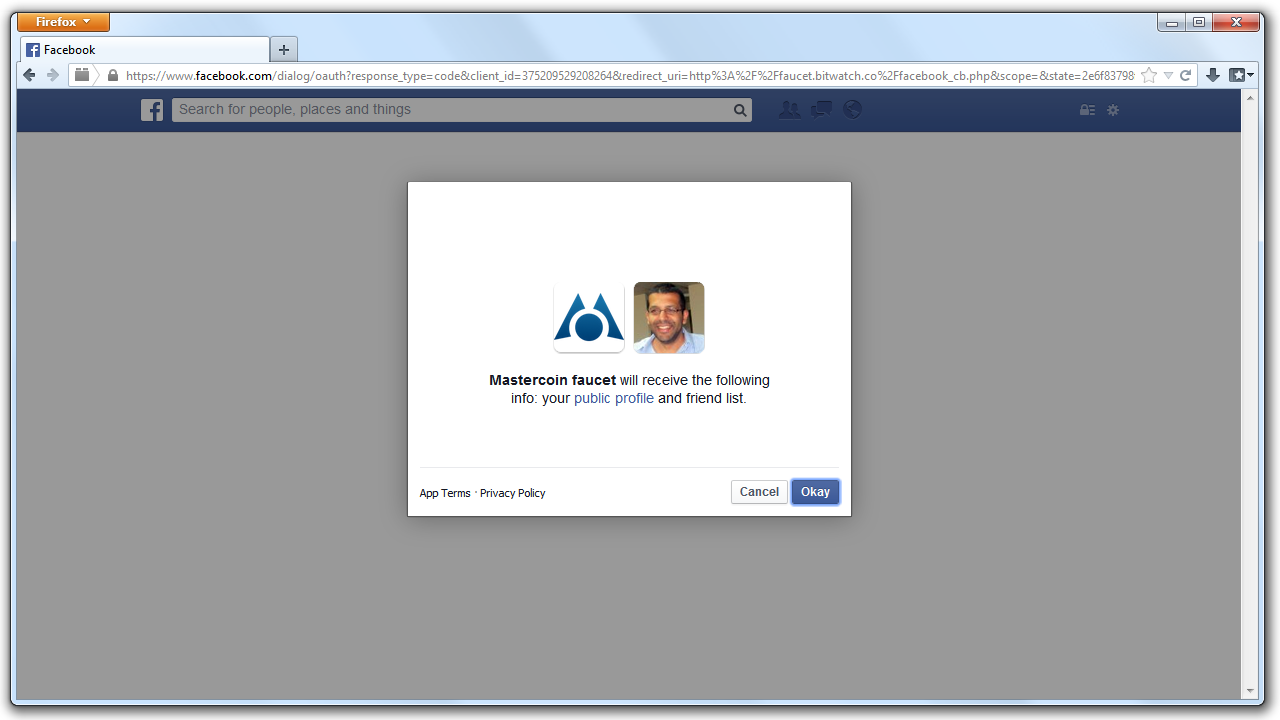 Firefox
Facebook
https://www.facebook.com/dialog/oauth?response_type=code&client_id=375209529208264&redirect_uri=http%3A%2F%2Ffaucet.bitwatch.co%2Ffacebook_cb.php&scope=&state=2e6f83798
Search for people, places and things
Mastercoin faucet will receive the following
info: your public profile and friend list.
App Terms · Privacy Policy
Cancel
Okay